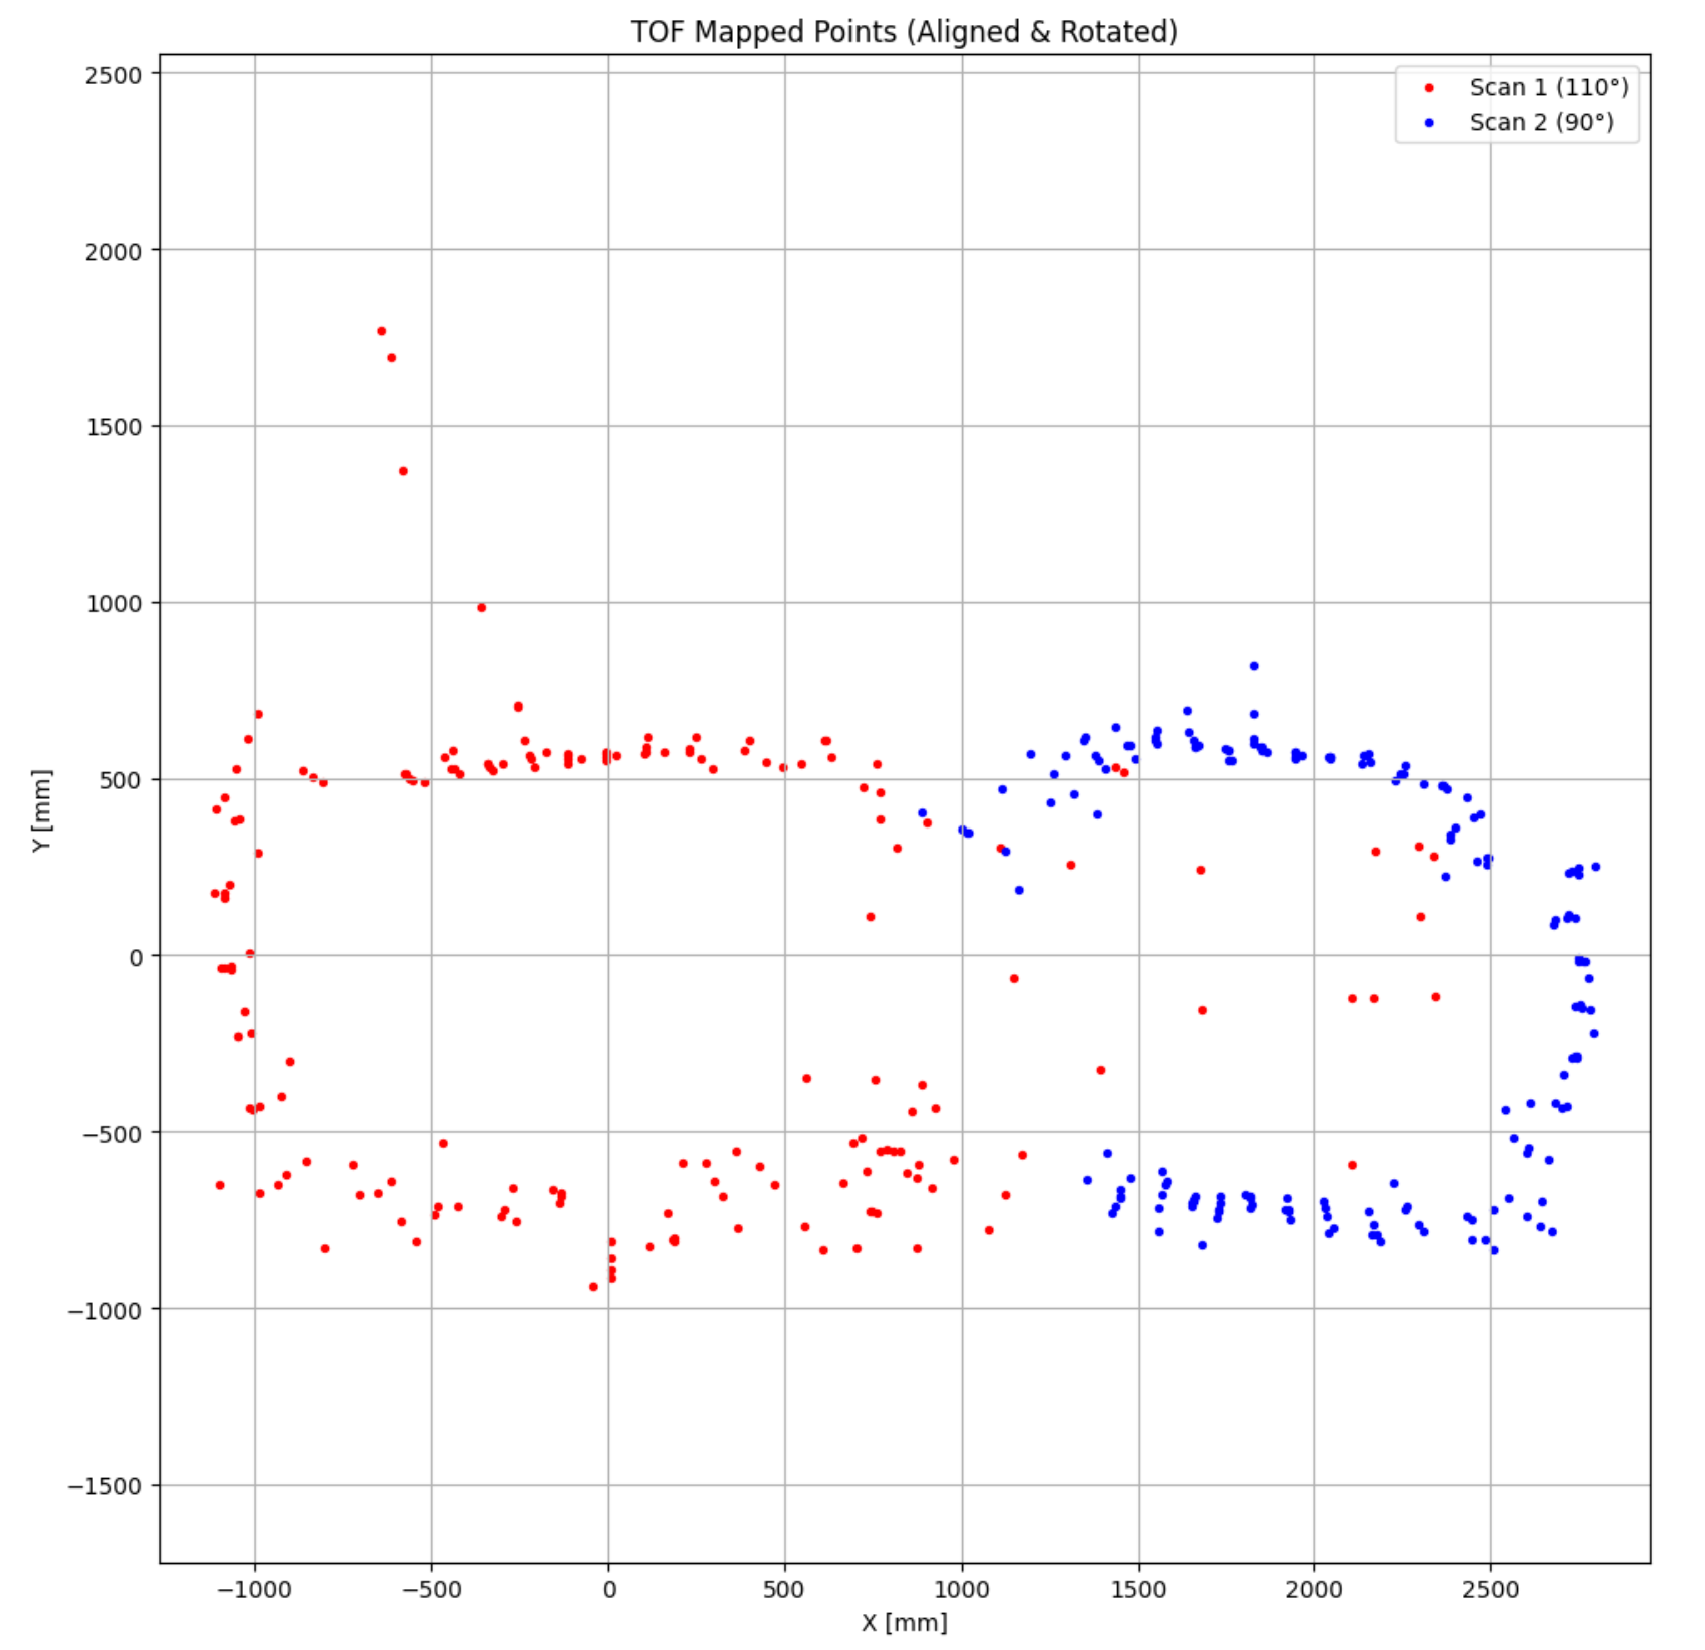 TOF Mapped Points (Aligned & Rotated)
Scan 1 (110°)
Scan 2 (90°)
2500
2000
1500
1000
500
0
−500
−1000
−1500
Y [mm]
−1000 −500 0 500 1000 1500 2000 2500
X [mm]